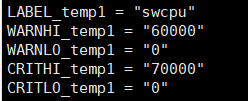 LABEL_temp1 = "swcpu"
WARNHI_temp1 = "60000"
WARNLO_temp1 = "0"
CRITHI_temp1 = "70000"
CRITLO_temp1 = "0"